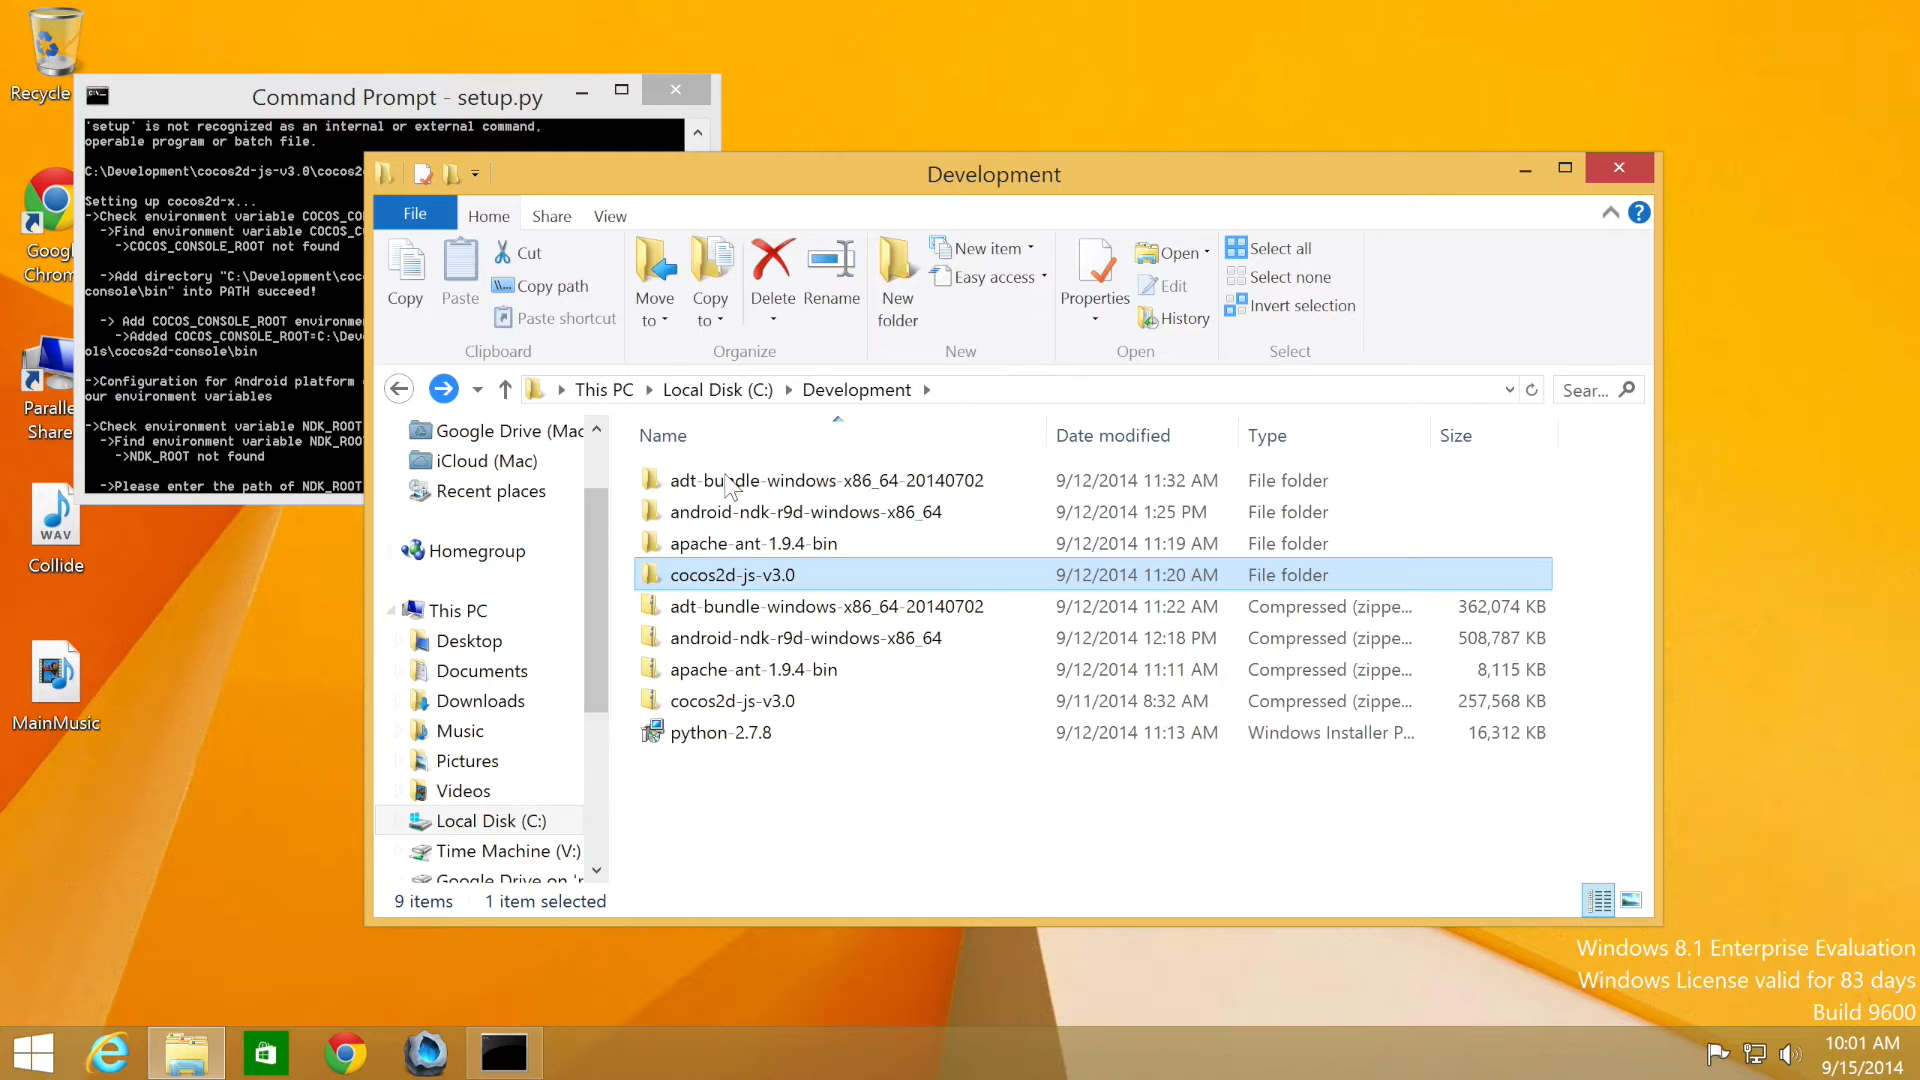 Recycle
Google
Chrom
Paralle
Share
WAV
Collide
MainMusic
Command Prompt - setup.py
'setup' is not recognized as an internal or external command,
operable program or batch file.
C:\Development\cocos2d-js-v3.0\cocos2
Setting up cocos2d-x...
->Check environment variable COCOS_CO
->Find environment variable COCOS_C
->COCOS_CONSOLE_ROOT not found
->Add directory "C:\Development\coc
console\bin" into PATH succeed!
-> Add COCOS_CONSOLE_ROOT environme
->Added COCOS_CONSOLE_ROOT=C:\Dev
ols\cocos2d-console\bin
->Configuration for Android platform
our environment variables
->Check environment variable NDK_ROOT
->Find environment variable NDK_ROO
->NDK_ROOT not found
->Please enter the path of NDK_ROOT
Development
File Home Share View
Copy
Paste
Cut
Copy path
Paste shortcut
Clipboard
Move to
Copy to
Delete
Rename
Organize
New folder
New item
Easy access
New
Properties
Open
Edit
History
Open
Select all
Select none
Invert selection
Select
This PC Local Disk (C:) Development
Sear...
Google Drive (Mac
iCloud (Mac)
Recent places
Homegroup
This PC
Desktop
Documents
Downloads
Music
Pictures
Videos
Local Disk (C:)
Time Machine (V:)
Google Drive on 'r
Name Date modified Type Size
adt-bundle-windows-x86_64-20140702 9/12/2014 11:32 AM File folder
android-ndk-r9d-windows-x86_64 9/12/2014 1:25 PM File folder
apache-ant-1.9.4-bin 9/12/2014 11:19 AM File folder
cocos2d-js-v3.0 9/12/2014 11:20 AM File folder
adt-bundle-windows-x86_64-20140702 9/12/2014 11:22 AM Compressed (zippe... 362,074 KB
android-ndk-r9d-windows-x86_64 9/12/2014 12:18 PM Compressed (zippe... 508,787 KB
apache-ant-1.9.4-bin 9/12/2014 11:11 AM Compressed (zippe... 8,115 KB
cocos2d-js-v3.0 9/11/2014 8:32 AM Compressed (zippe... 257,568 KB
python-2.7.8 9/12/2014 11:13 AM Windows Installer P... 16,312 KB
9 items 1 item selected
Windows 8.1 Enterprise Evaluation
Windows License valid for 83 days
Build 9600
10:01 AM
9/15/2014